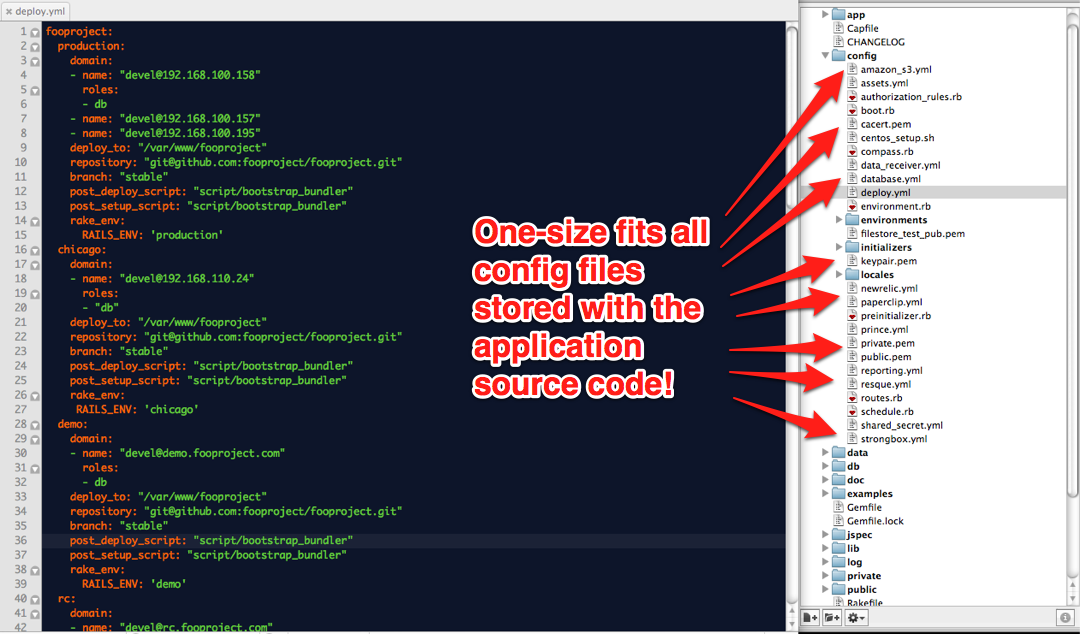 deploy.yml
1 fooproject:
2 production:
3 domain:
4 - name: "devel@192.168.100.158"
5 roles:
6 - db
7 - name: "devel@192.168.100.157"
8 - name: "devel@192.168.100.195"
9 deploy_to: "/var/www/fooproject"
10 repository: "git@github.com:fooproject/fooproject.git"
11 branch: "stable"
12 post_deploy_script: "script/bootstrap_bundler"
13 post_setup_script: "script/bootstrap_bundler"
14 rake_env:
15 RAILS_ENV: 'production'
16 chicago:
17 domain:
18 - name: "devel@192.168.110.24"
19 roles:
20 - "db"
21 deploy_to: "/var/www/fooproject"
22 repository: "git@github.com:fooproject/fooproject.git"
23 branch: "stable"
24 post_deploy_script: "script/bootstrap_bundler"
25 post_setup_script: "script/bootstrap_bundler"
26 rake_env:
27 RAILS_ENV: 'chicago'
28 demo:
29 domain:
30 - name: "devel@demo.fooproject.com"
31 roles:
32 - db
33 deploy_to: "/var/www/fooproject"
34 repository: "git@github.com:fooproject/fooproject.git"
35 branch: "stable"
36 post_deploy_script: "script/bootstrap_bundler"
37 post_setup_script: "script/bootstrap_bundler"
38 rake_env:
39 RAILS_ENV: 'demo'
40 rc:
41 domain:
42 - name: "devel@rc.fooproject.com"
One-size fits all
config files
stored with the
application
source code!
app
Capfile
CHANGELOG
config
amazon_s3.yml
assets.yml
authorization_rules.rb
boot.rb
cacert.pem
centos_setup.sh
compass.rb
data_receiver.yml
database.yml
deploy.yml
environment.rb
environments
filestore_test_pub.pem
initializers
keypair.pem
locales
newrelic.yml
paperclip.yml
preinitializer.rb
prince.yml
private.pem
public.pem
reporting.yml
resque.yml
routes.rb
schedule.rb
shared_secret.yml
strongbox.yml
data
db
doc
examples
Gemfile
Gemfile.lock
jspec
lib
log
private
public
Rakefile